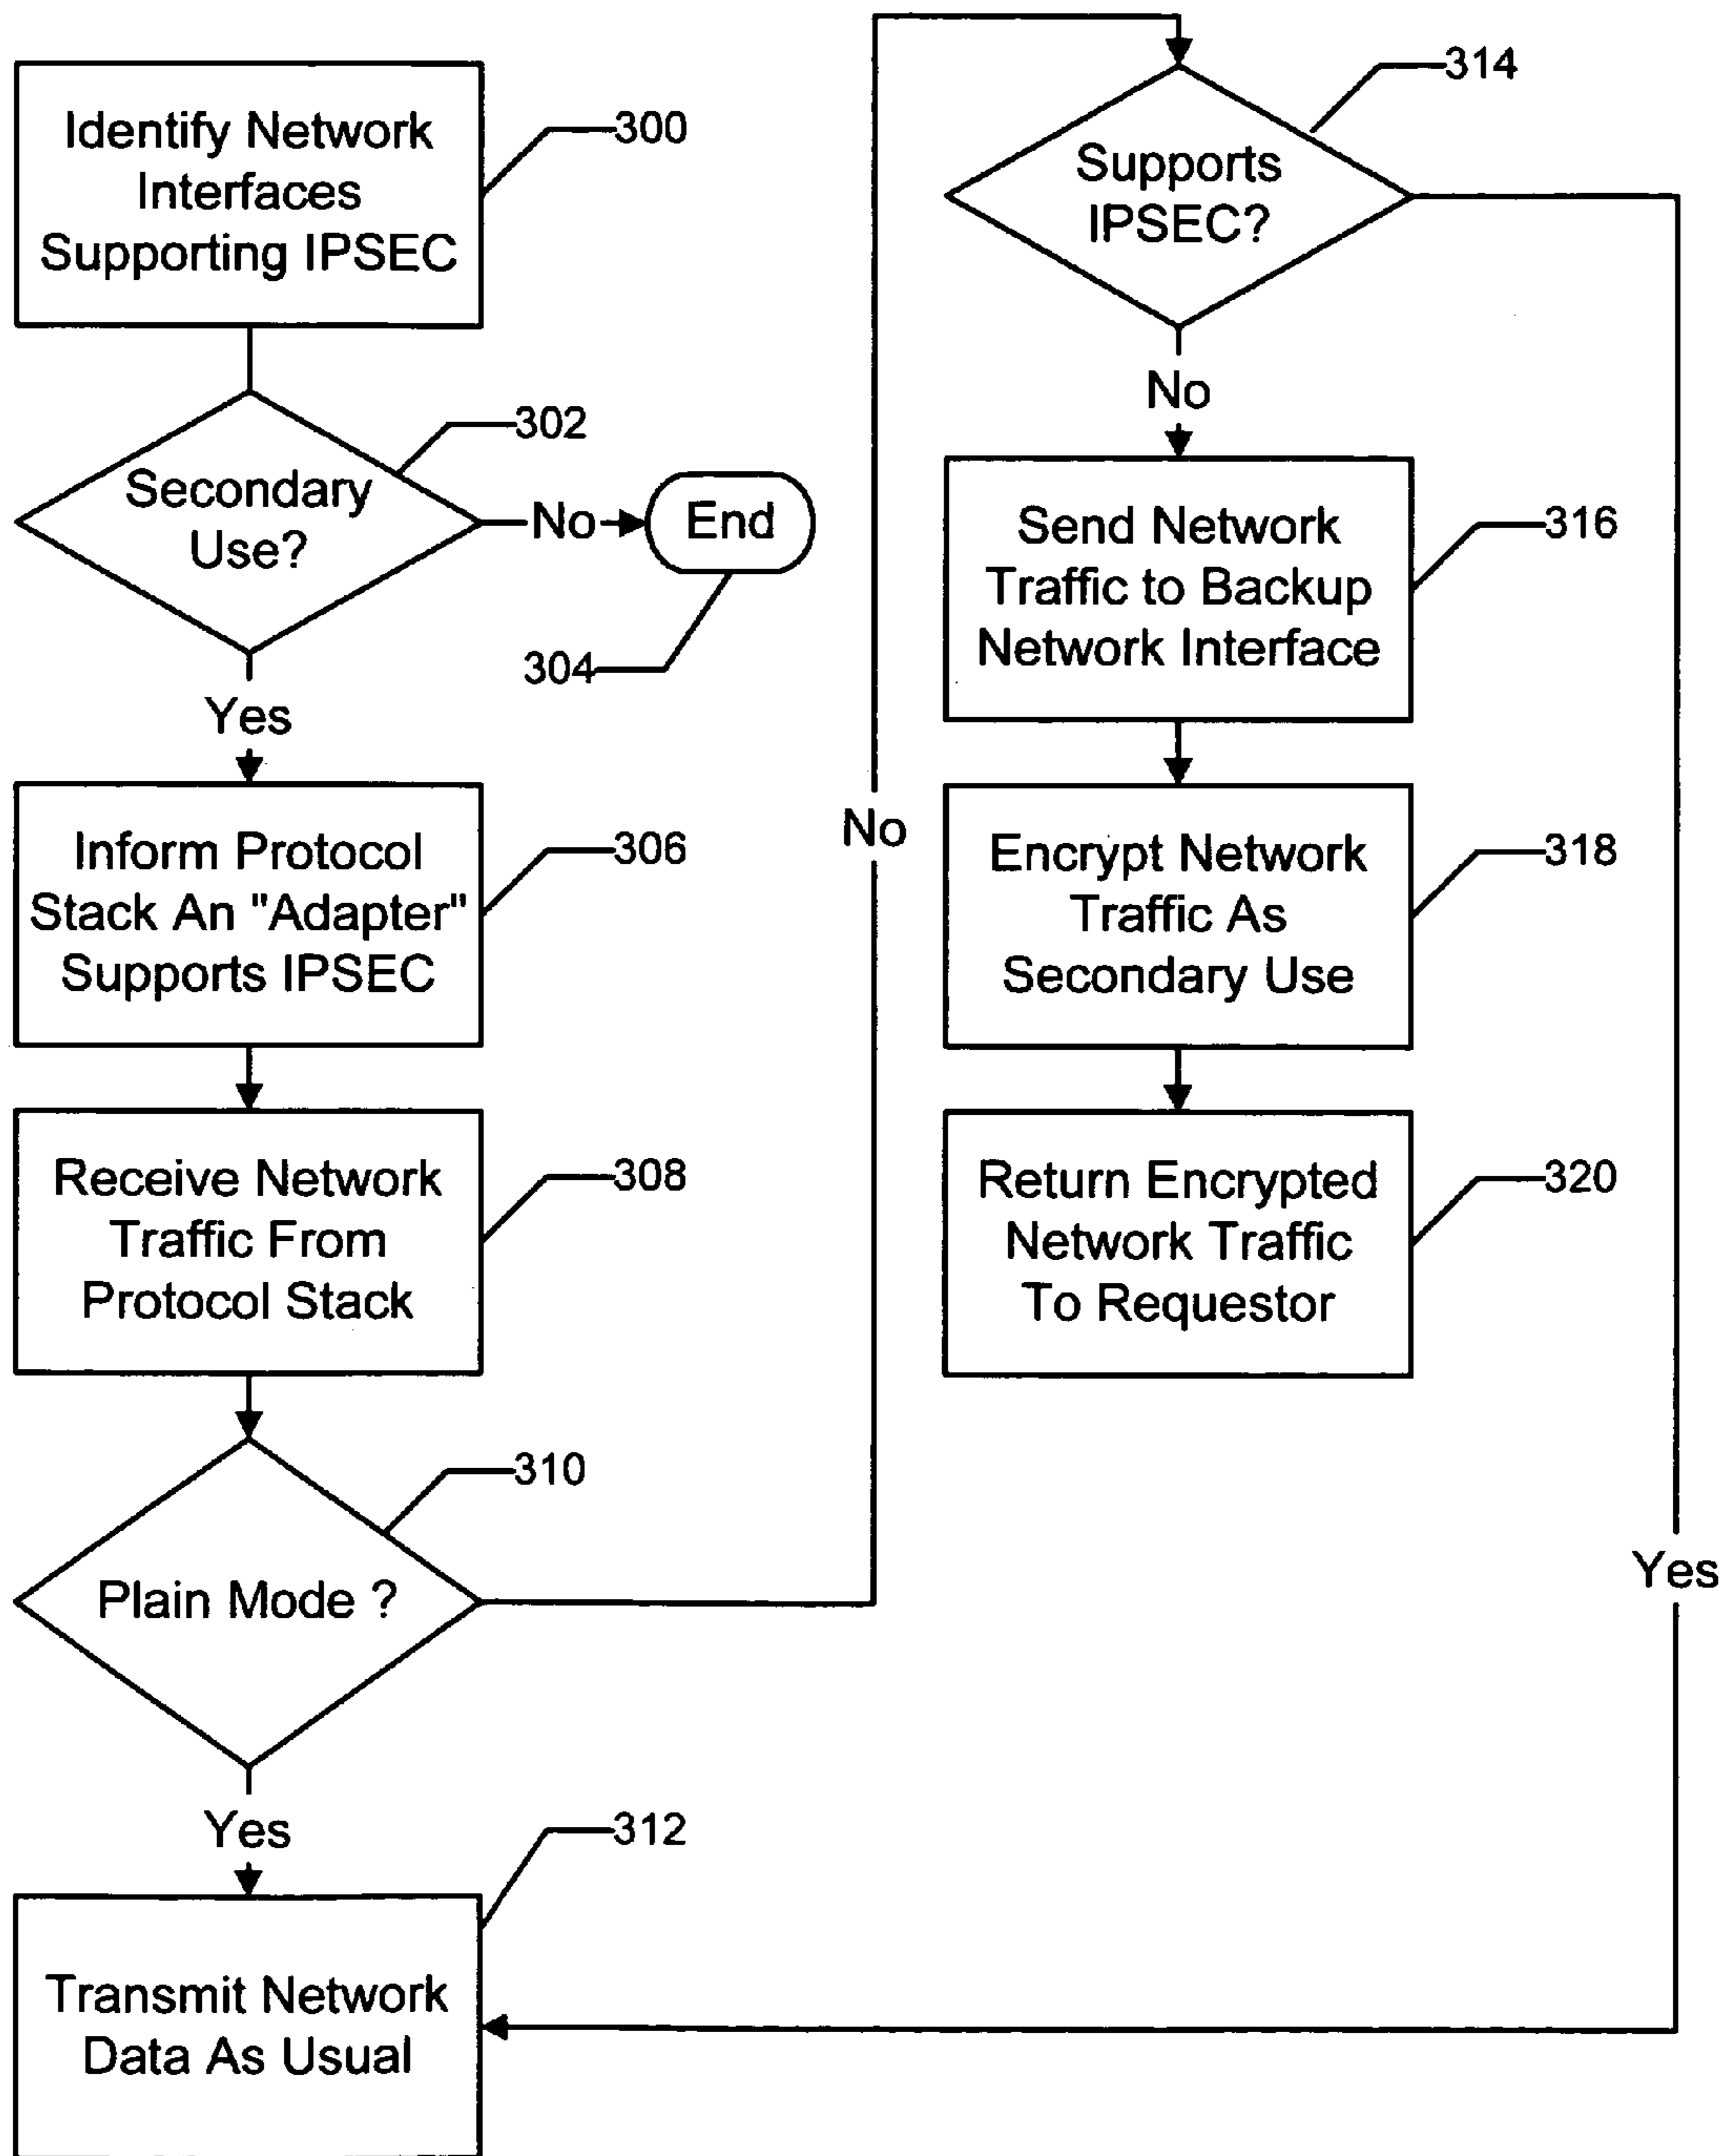 Identify Network
Interfaces
Supporting IPSEC
300
Secondary
Use?
302
No
End
304
Yes
Inform Protocol
Stack An "Adapter"
Supports IPSEC
306
Receive Network
Traffic From
Protocol Stack
308
Plain Mode ?
310
No
Yes
Transmit Network
Data As Usual
312
Supports
IPSEC?
314
No
Yes
Send Network
Traffic to Backup
Network Interface
316
Encrypt Network
Traffic As
Secondary Use
318
Return Encrypted
Network Traffic
To Requestor
320